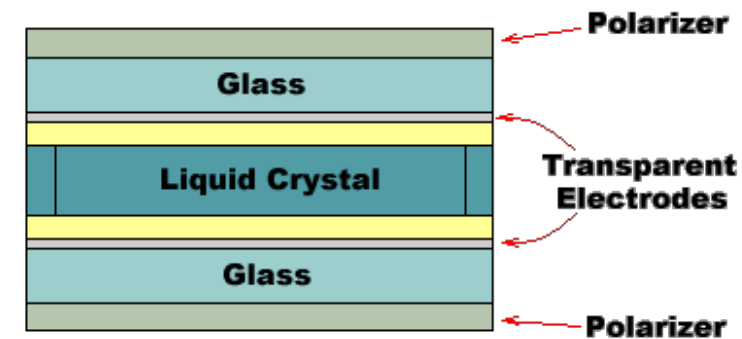 Polarizer
Glass
Transparent
Electrodes
Liquid Crystal
Glass
Polarizer